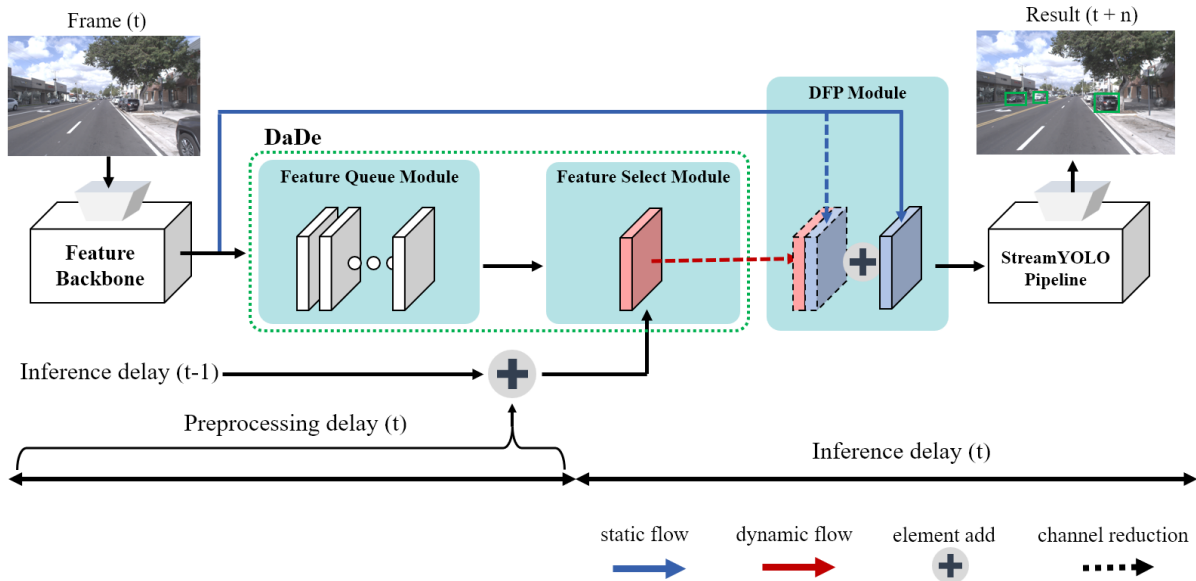 Frame (t)
Result (t + n)
DFP Module
DaDe
Feature Queue Module
Feature Select Module
Feature
Backbone
StreamYOLO
Pipeline
Inference delay (t-1)
Preprocessing delay (t)
Inference delay (t)
static flow
dynamic flow
element add
channel reduction